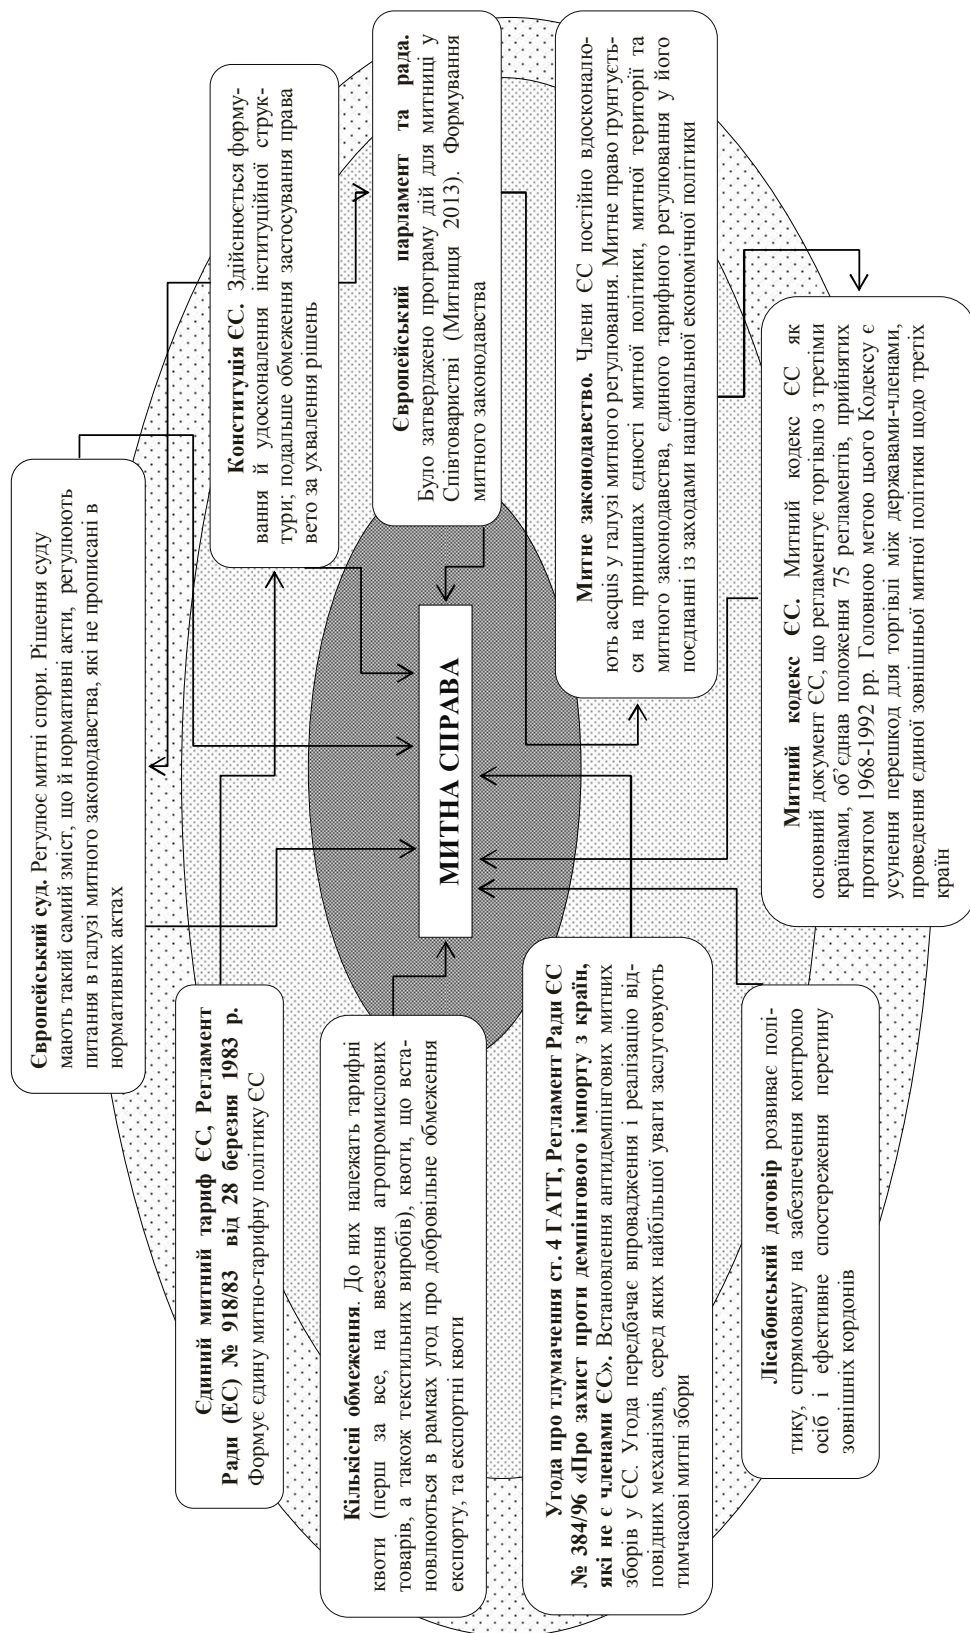 Європейський суд. Регулює митні спори. Рішення суду
мають такий самий зміст, що й нормативні акти, регулюють
питання в галузі митного законодавства, які не прописані в
нормативних актах
Єдиний митний тариф ЄС, Регламент
Ради (ЕС) № 918/83 від 28 березня 1983 р.
Формує єдину митно-тарифну політику ЄС
Конституція ЄС. Здійснюється форму-
вання й удосконалення інституційної струк-
тури; подальше обмеження застосування права
вето за ухвалення рішень
Кількісні обмеження. До них належать тарифні
квоти (перш за все, на ввезення агропромислових
товарів, а також текстильних виробів), квоти, що вста-
новлюються в рамках угод про добровільне обмеження
експорту, та експортні квоти
МИТНА СПРАВА
Європейський парламент та рада.
Було затверджено програму дій для митниці у
Співтоваристві (Митниця 2013). Формування
митного законодавства
Угода про тлумачення ст. 4 ГАТТ, Регламент Ради ЄС
№ 384/96 «Про захист проти демпінгового імпорту з країн,
які не є членами ЄС». Встановлення антидемпінгових митних
зборів у ЄС. Угода передбачає впровадження і реалізацію від-
повідних механізмів, серед яких найбільшої уваги заслуговують
тимчасові митні збори
Митне законодавство. Члени ЄС постійно вдосконалю-
ють acquis у галузі митного регулювання. Митне право ґрунтуєть-
ся на принципах єдності митної політики, митної території та
митного законодавства, єдиного тарифного регулювання у його
поєднанні із заходами національної економічної політики
Лісабонський договір розвиває полі-
тику, спрямовану на забезпечення контролю
осіб і ефективне спостереження перетину
зовнішніх кордонів
Митний кодекс ЄС. Митний кодекс ЄС як
основний документ ЄС, що регламентує торгівлю з третіми
країнами, об’єднав положення 75 регламентів, прийнятих
протягом 1968-1992 рр. Головною метою цього Кодексу є
усунення перешкод для торгівлі між державами-членами,
проведення єдиної зовнішньої митної політики щодо третіх
країн